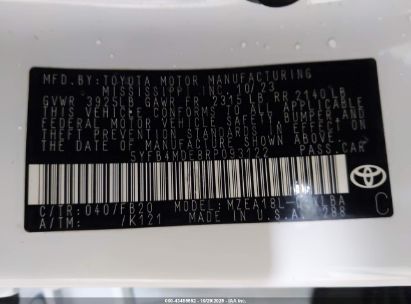 MFD. BY: TOYOTA MOTOR MANUFACTURING
MISSISSIPPI INC. 10/23
GVWR 3925LB GAWR FR 2315LB RR 2140LB
THIS VEHICLE CONFORMS TO ALL APPLICABLE
FEDERAL MOTOR VEHICLE SAFETY BUMPER AND
THEFT PREVENTION STANDARDS IN EFFECT ON
THE DATE OF MANUFACTURE SHOWN ABOVE.
PASS.CAR
C/TR: 040/FB20 MODEL:
A/TM: /K121 MADE IN U.S.A.
C